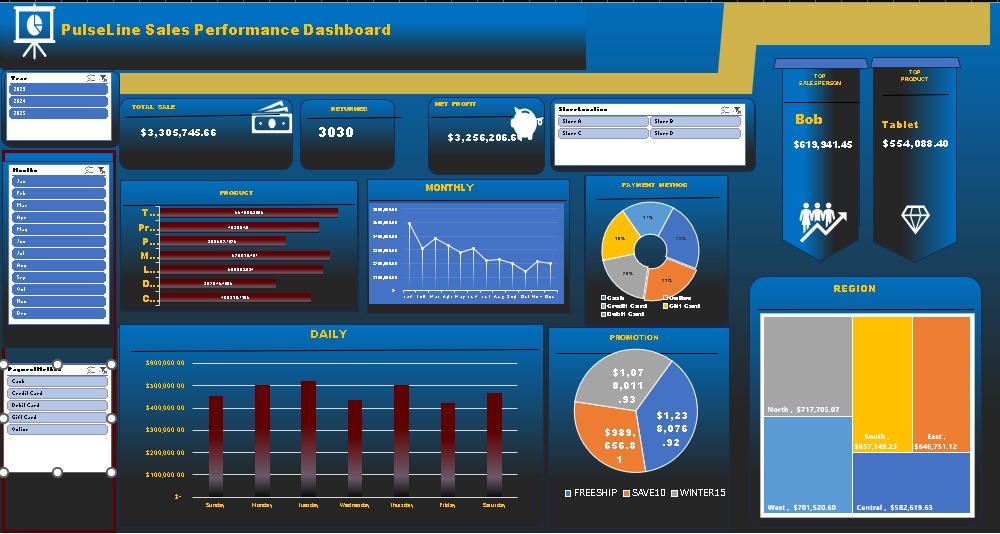 PulseLine Sales Performance Dashboard
Year
2023
2024
2025
TOTAL SALE
$3,305,745.66
RETURNED
3030
NET PROFIT
$3,256,206.6
StoreLocation
Store A
Store B
Store C
Store D
TOP
SALESPERSON
Bob
$619,941.45
TOP
PRODUCT
Tablet
$554,088.40
Months
Jan
Feb
Mar
Apr
May
Jun
Jul
Aug
Sep
Oct
Nov
Dec
PRODUCT
T...
Pr...
P...
M...
L...
D...
C...
MONTHLY
Jan Feb Mar Apr May Jun Jul Aug Sep Oct Nov Dec
PAYMENT METHOD
Cash
Online
Credit Card
Gift Card
Debit Card
PaymentMethod
Cash
Credit Card
Debit Card
Gift Card
Online
DAILY
$600,000.00
$500,000.00
$400,000.00
$300,000.00
$200,000.00
$100,000.00
$-
Sunday
Monday
Tuesday
Wednesday
Thursday
Friday
Saturday
PROMOTION
$1,07
8,011
.93
$1,23
8,076
.92
$989,
656.8
1
FREESHIP
SAVE10
WINTER15
REGION
North , $717,705.07
South ,
$657,149.23
East ,
$646,751.12
West , $701,520.60
Central , $582,619.63